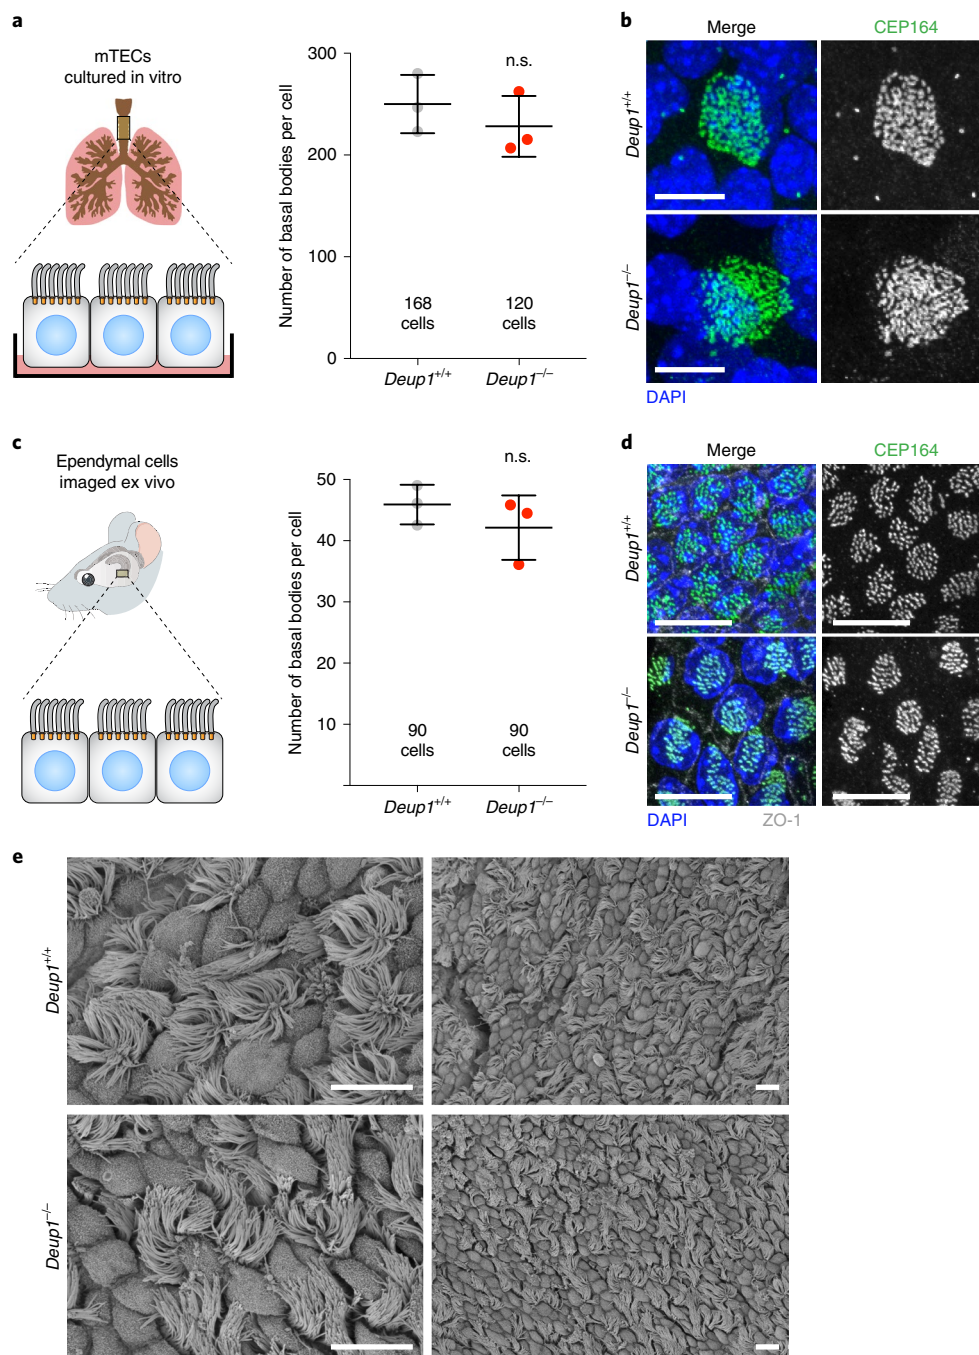 a
mTECs
cultured in vitro
Number of basal bodies per cell
300
200
100
0
n.s.
168
cells
120
cells
Deup1+/+
Deup1−/−
b
Merge
CEP164
Deup1+/+
Deup1−/−
DAPI
c
Ependymal cells
imaged ex vivo
Number of basal bodies per cell
50
40
30
20
10
n.s.
90
cells
90
cells
Deup1+/+
Deup1−/−
d
Merge
CEP164
Deup1+/+
Deup1−/−
DAPI
ZO-1
e
Deup1+/+
Deup1−/−